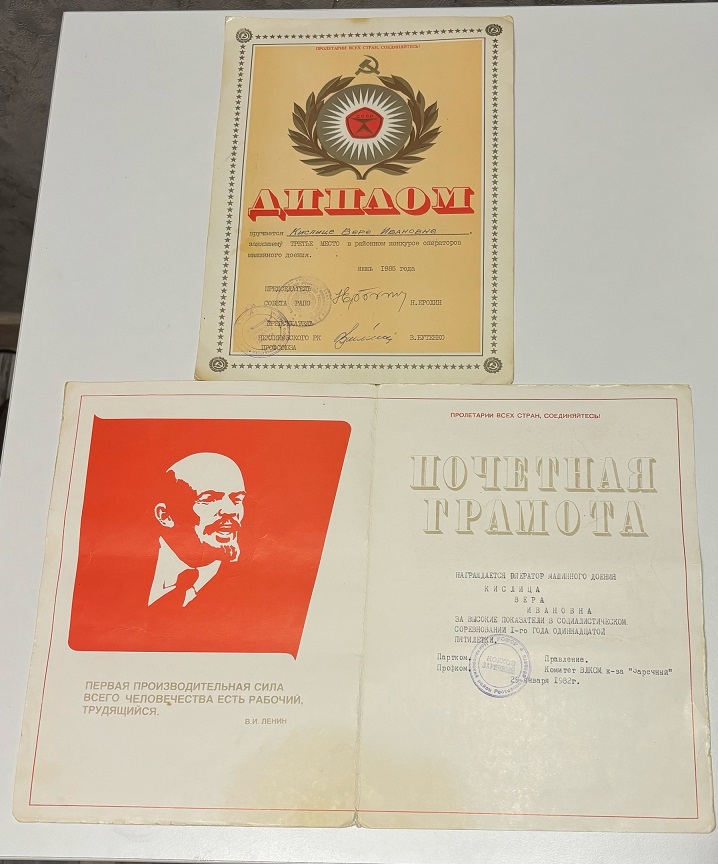 ПРОЛЕТАРИИ ВСЕХ СТРАН, СОЕДИНЯЙТЕСЬ!
ДИПЛОМ
вручается Кислице Вере Ивановне,
занявшему ТРЕТЬЕ МЕСТО в районном конкурсе операторов
машинного доения.
июнь 1985 года
ПРЕДСЕДАТЕЛЬ
СОВЕТА РАПО Н.ЕРОХИН
ПРЕДСЕДАТЕЛЬ
РК В.БУТЕНКО
ПРОФСОЮЗА
ПРОЛЕТАРИИ ВСЕХ СТРАН, СОЕДИНЯЙТЕСЬ!
ПОЧЕТНАЯ
ГРАМОТА
НАГРАЖДАЕТСЯ ОПЕРАТОР МАШИННОГО ДОЕНИЯ
КИСЛИЦА
ВЕРА
ИВАНОВНА
ЗА ВЫСОКИЕ ПОКАЗАТЕЛИ В СОЦИАЛИСТИЧЕСКОМ
СОРЕВНОВАНИИ I-го ГОДА ОДИННАДЦАТОЙ
ПЯТИЛЕТКИ.
Партком. Правление.
Профком. Комитет ВЛКСМ к-за "Заречный"
января 1982г.
ПЕРВАЯ ПРОИЗВОДИТЕЛЬНАЯ СИЛА
ВСЕГО ЧЕЛОВЕЧЕСТВА ЕСТЬ РАБОЧИЙ,
ТРУДЯЩИЙСЯ.
В.И. ЛЕНИН